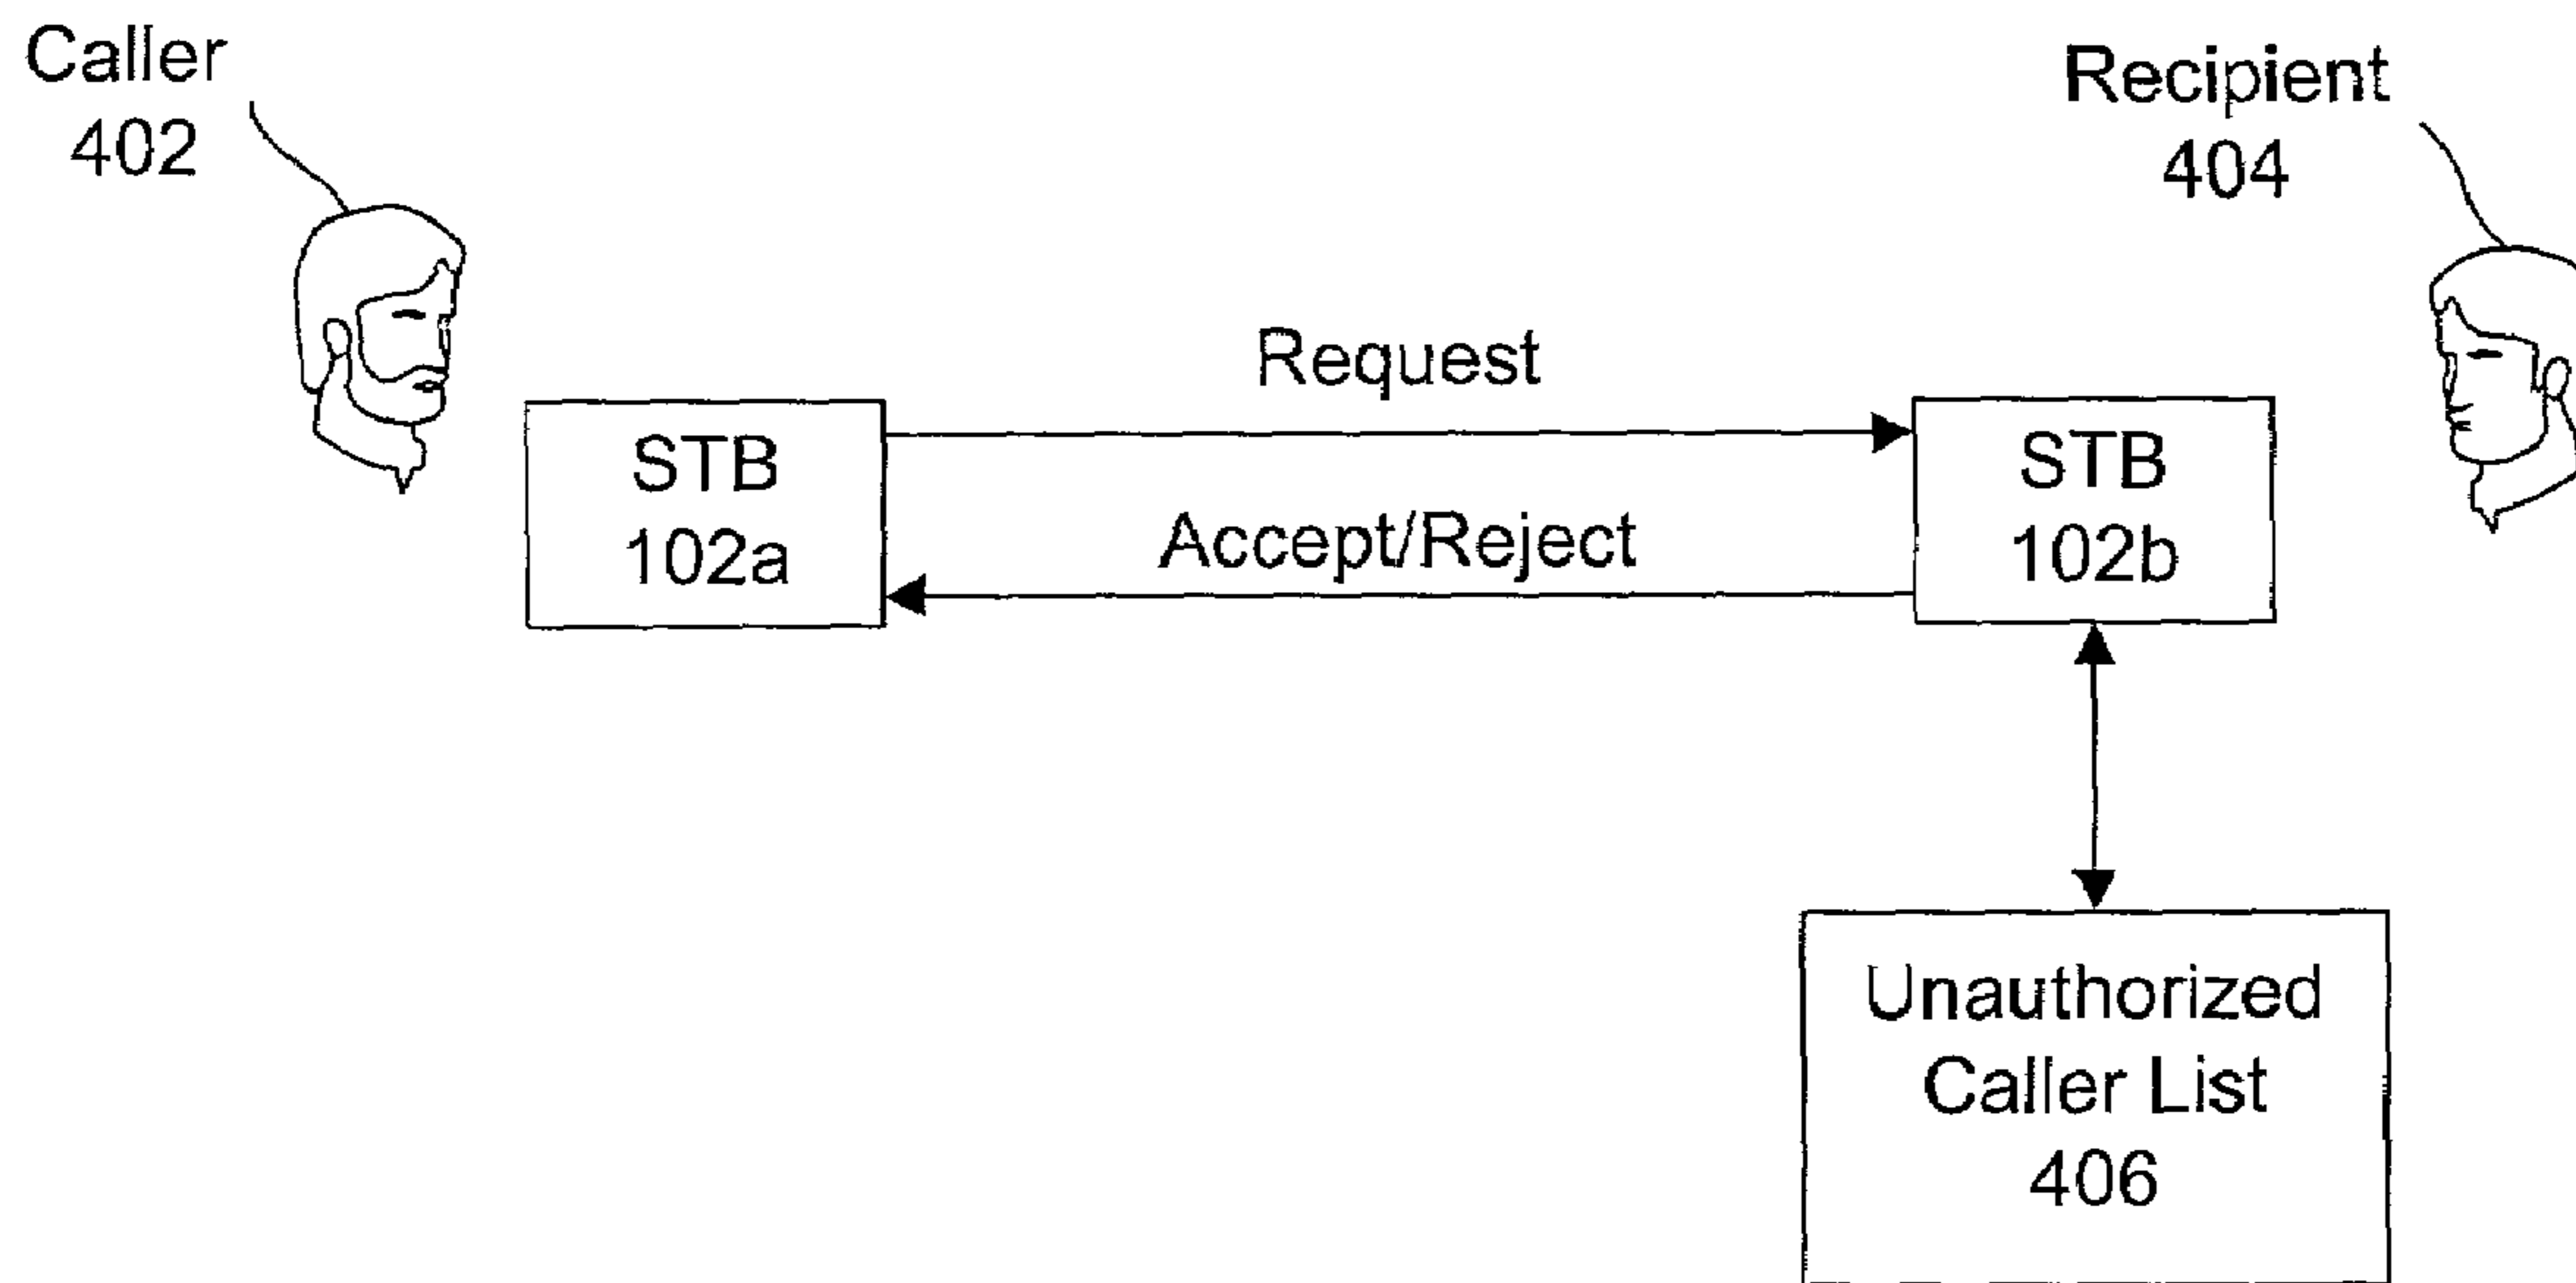 Caller
402
Recipient
404
Request
STB
102a
Accept/Reject
STB
102b
Unauthorized
Caller List
406